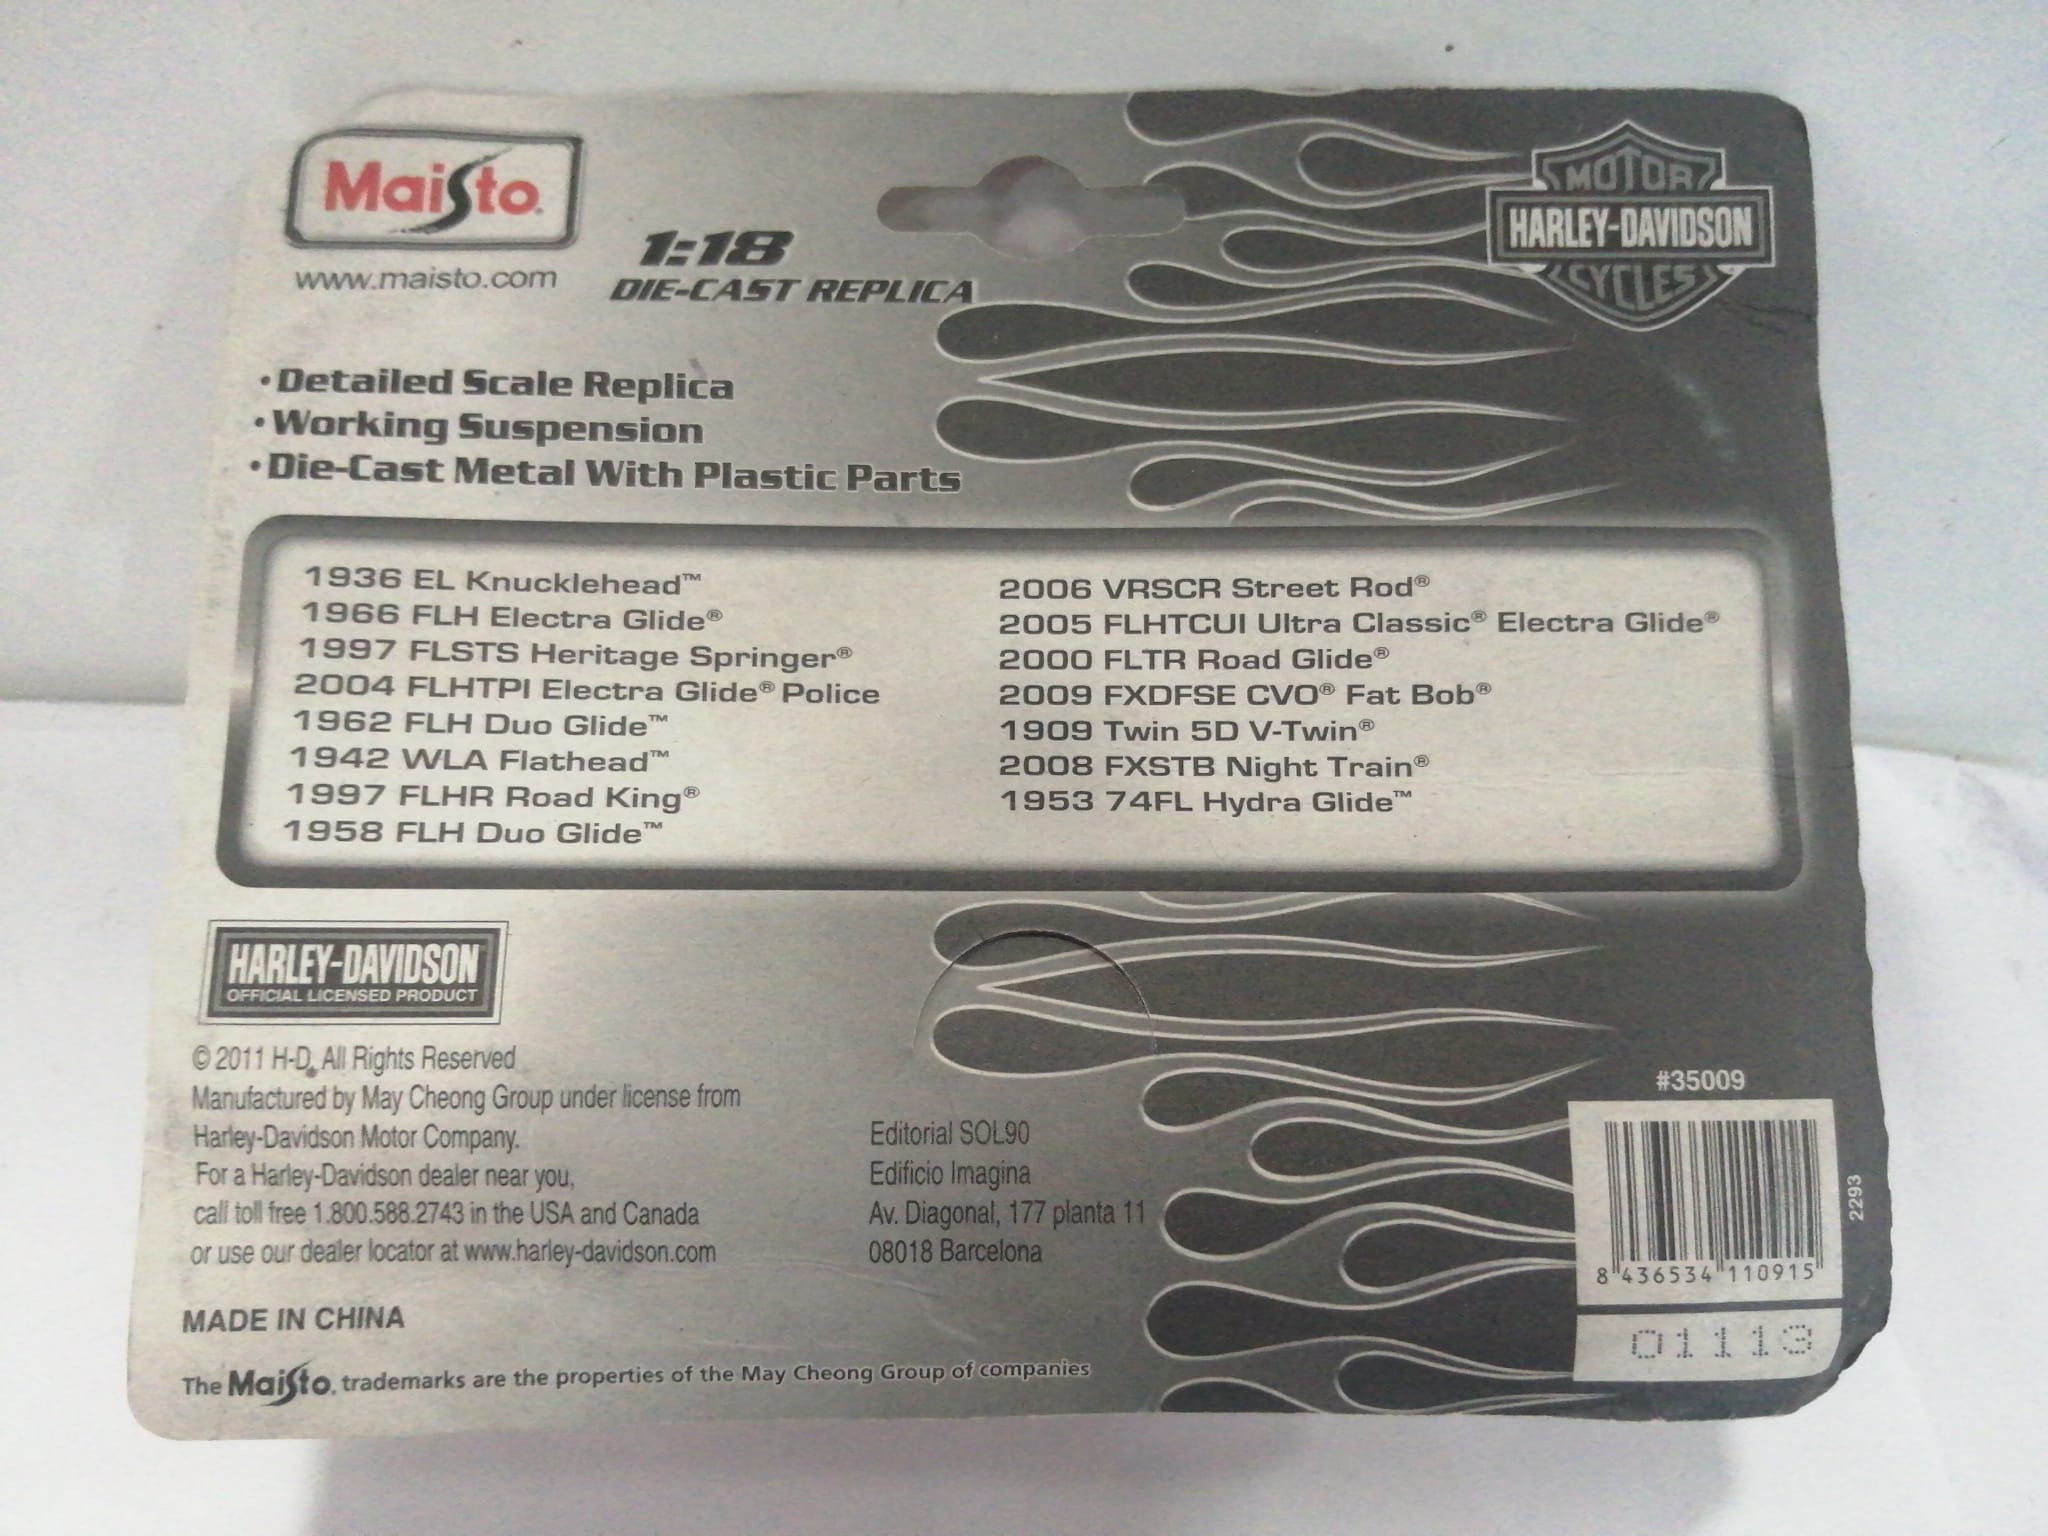 Maisto
www.maisto.com
1:18
DIE-CAST REPLICA
MOTOR
HARLEY-DAVIDSON
CYCLES
•Detailed Scale Replica
•Working Suspension
•Die-Cast Metal With Plastic Parts
1936 EL Knucklehead™
1966 FLH Electra Glide®
1997 FLSTS Heritage Springer®
2004 FLHTPI Electra Glide® Police
1962 FLH Duo Glide™
1942 WLA Flathead™
1997 FLHR Road King®
1958 FLH Duo Glide™
2006 VRSCR Street Rod®
2005 FLHTCUI Ultra Classic® Electra Glide®
2000 FLTR Road Glide®
2009 FXDFSE CVO® Fat Bob®
1909 Twin 5D V-Twin®
2008 FXSTB Night Train®
1953 74FL Hydra Glide™
HARLEY-DAVIDSON
OFFICIAL LICENSED PRODUCT
© 2011 H-D. All Rights Reserved
Manufactured by May Cheong Group under license from
Harley-Davidson Motor Company.
For a Harley-Davidson dealer near you,
call toll free 1.800.588.2743 in the USA and Canada
or use our dealer locator at www.harley-davidson.com
Editorial SOL90
Edificio Imagina
Av. Diagonal, 177 planta 11
08018 Barcelona
MADE IN CHINA
The Maisto. trademarks are the properties of the May Cheong Group of companies
#35009
8 436534 110915
2293
01113